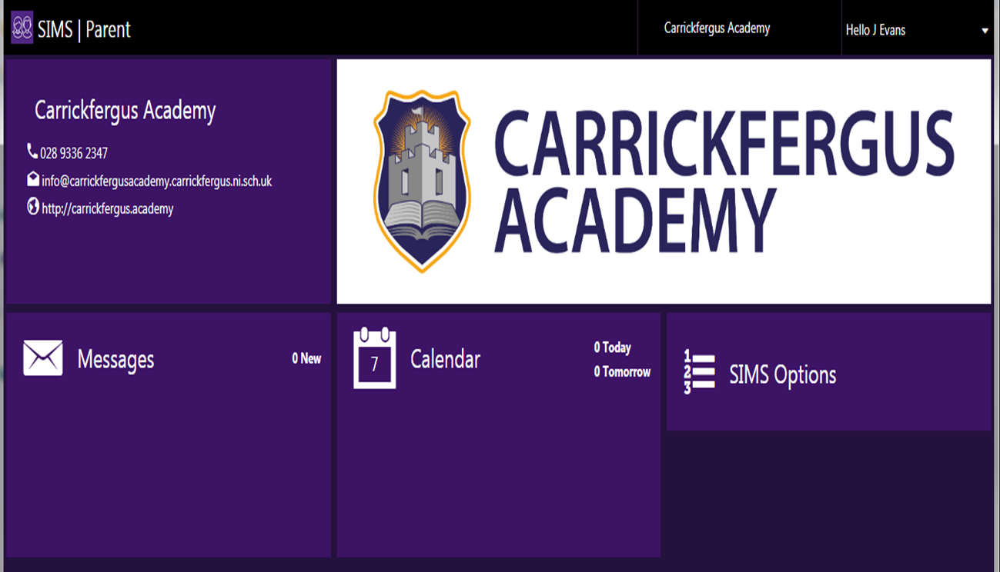 SIMS | Parent
Carrickfergus Academy
Hello J Evans
Carrickfergus Academy
028 9336 2347
info@carrickfergusacademy.carrickfergus.ni.sch.uk
http://carrickfergus.academy
CARRICKFERGUS
ACADEMY
Messages
0 New
7
Calendar
0 Today
0 Tomorrow
1
2
3
SIMS Options